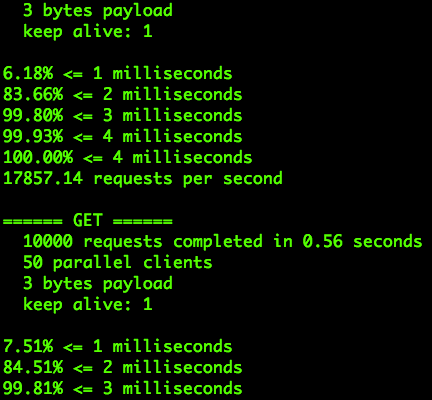 3 bytes payload
keep alive: 1
6.18% <= 1 milliseconds
83.66% <= 2 milliseconds
99.80% <= 3 milliseconds
99.93% <= 4 milliseconds
100.00% <= 4 milliseconds
17857.14 requests per second
====== GET ======
10000 requests completed in 0.56 seconds
50 parallel clients
3 bytes payload
keep alive: 1
7.51% <= 1 milliseconds
84.51% <= 2 milliseconds
99.81% <= 3 milliseconds